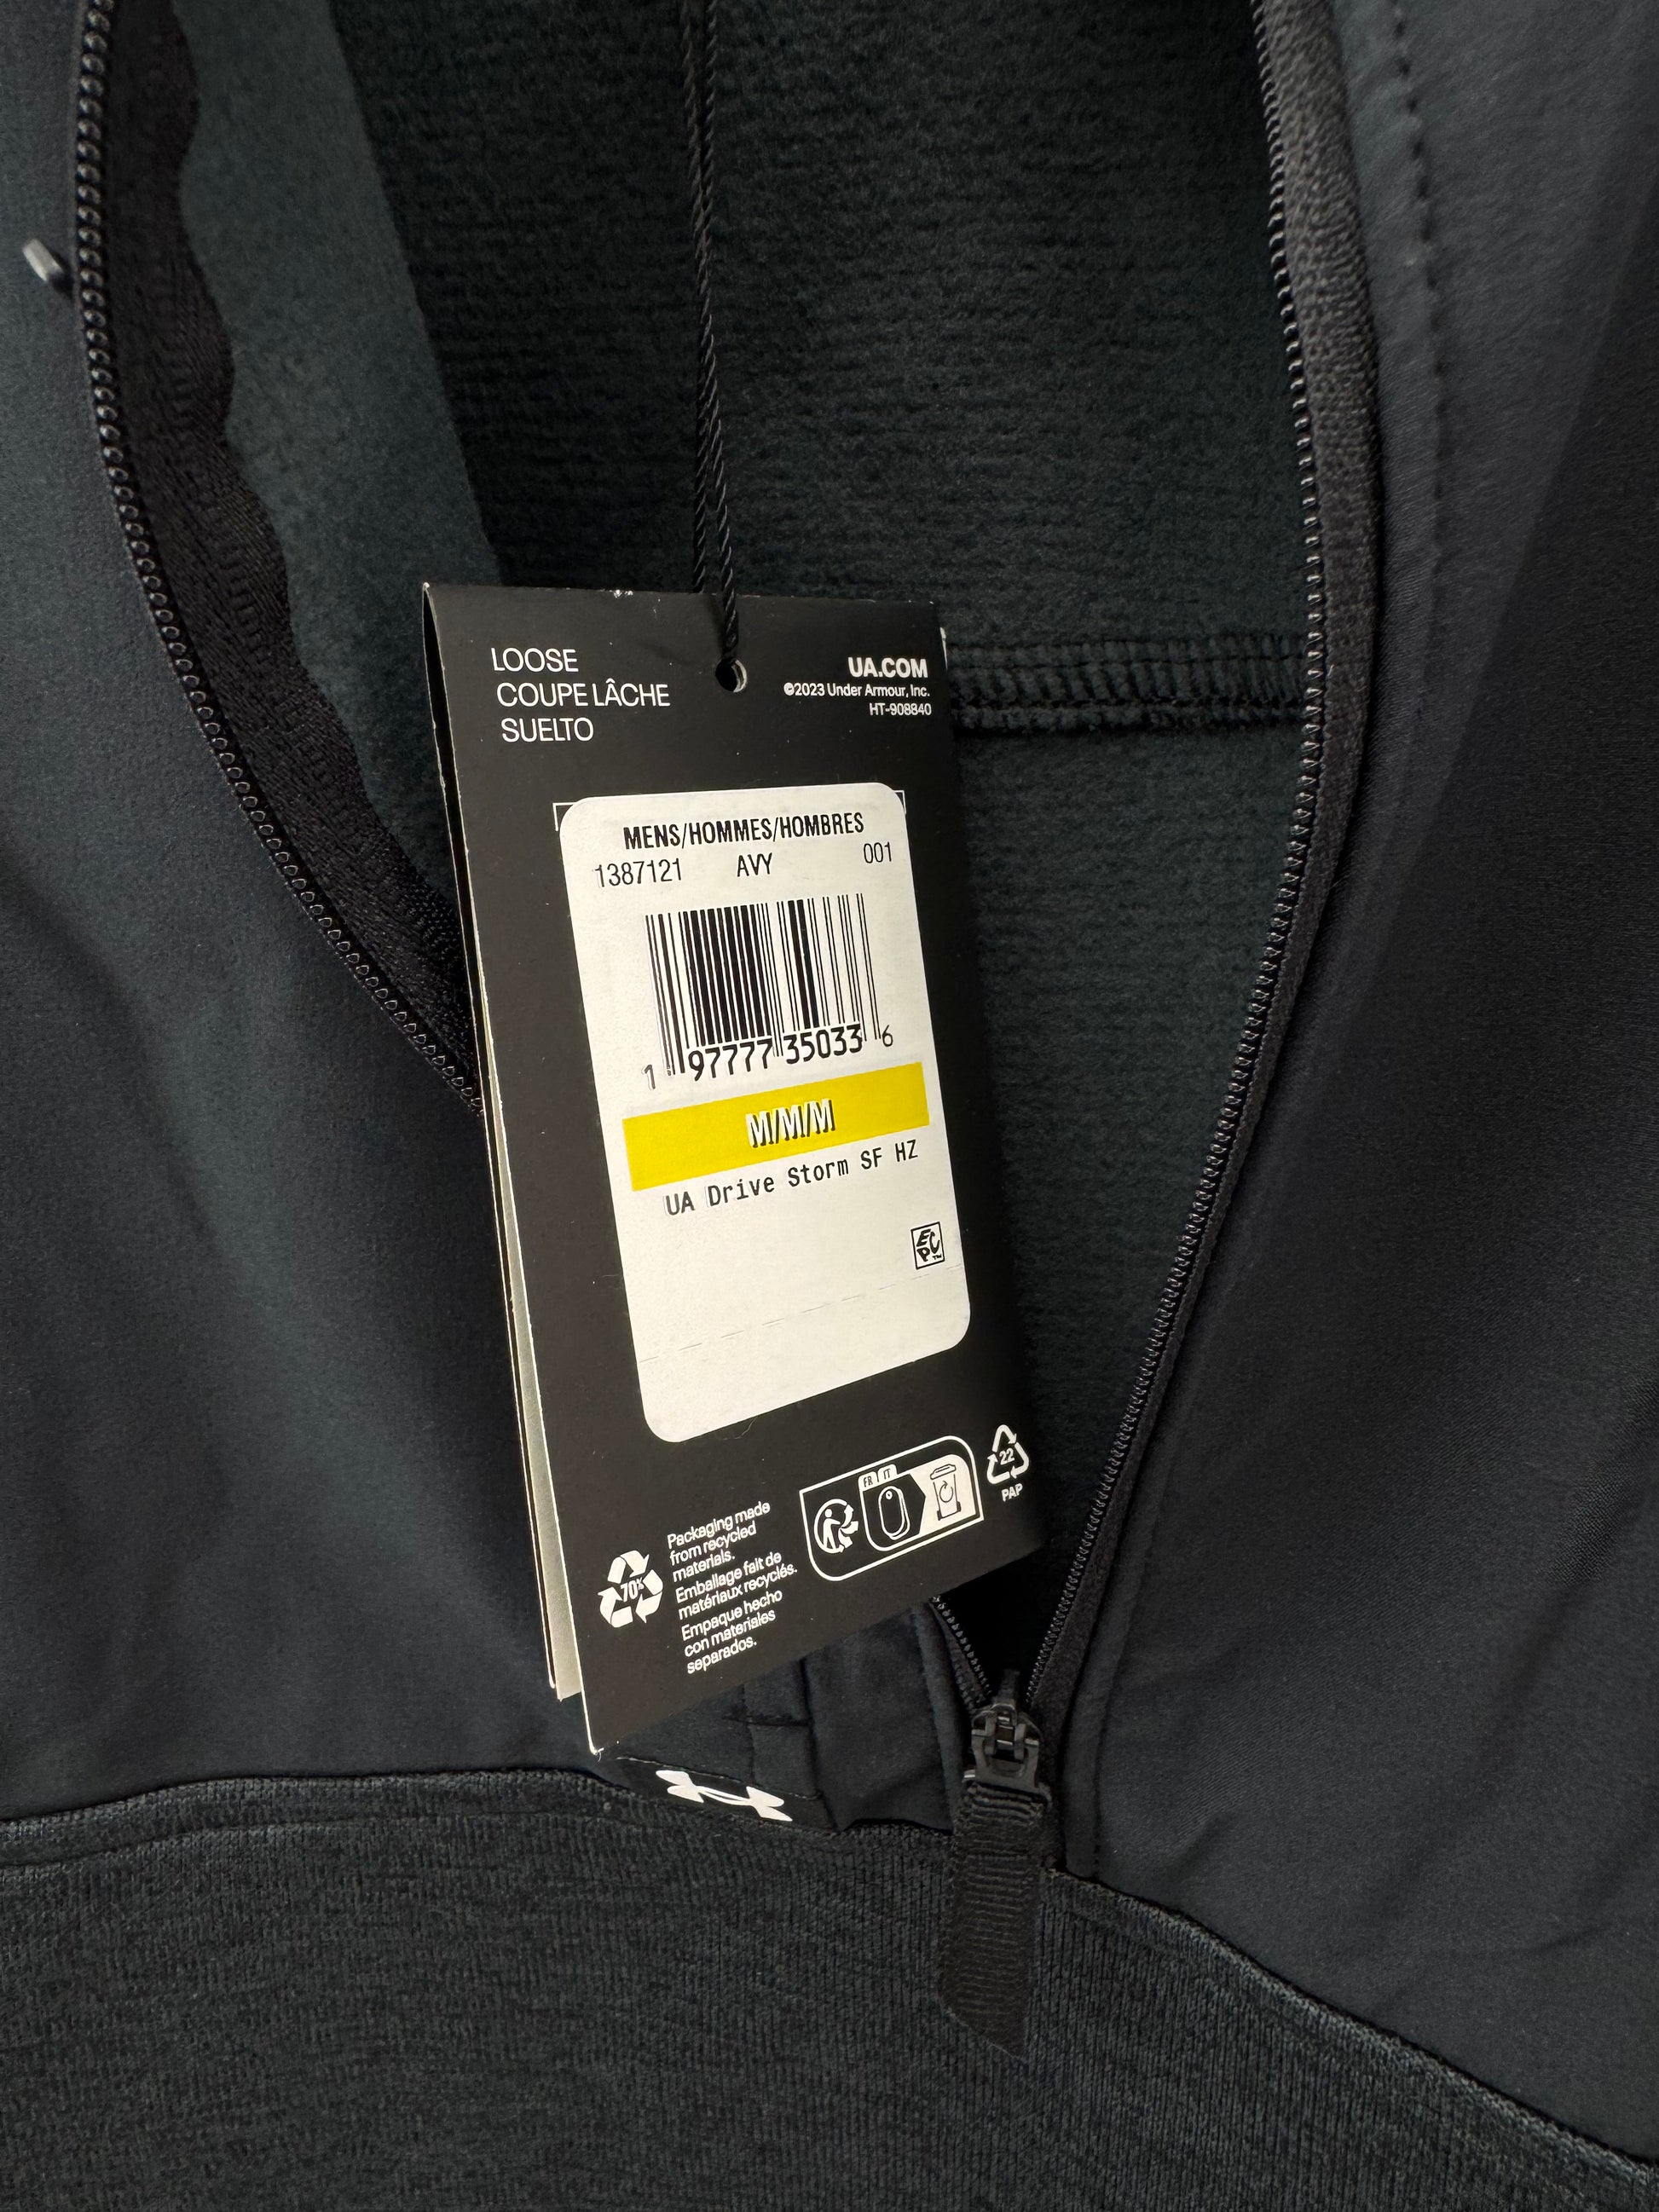 LOOSE
COUPE LÂCHE
SUELTO
UA.COM
©2023 Under Armour, Inc.
HT-908840
MENS/HOMMES/HOMBRES
1387121 AVY 001
1 97777 35033 6
M/M/M
UA Drive Storm SF HZ
EC
P™
70%
Packaging made
from recycled
materials.
Emballage fait de
matériaux recyclés.
Empaque hecho
con materiales
separados.
FR IT
22
PAP